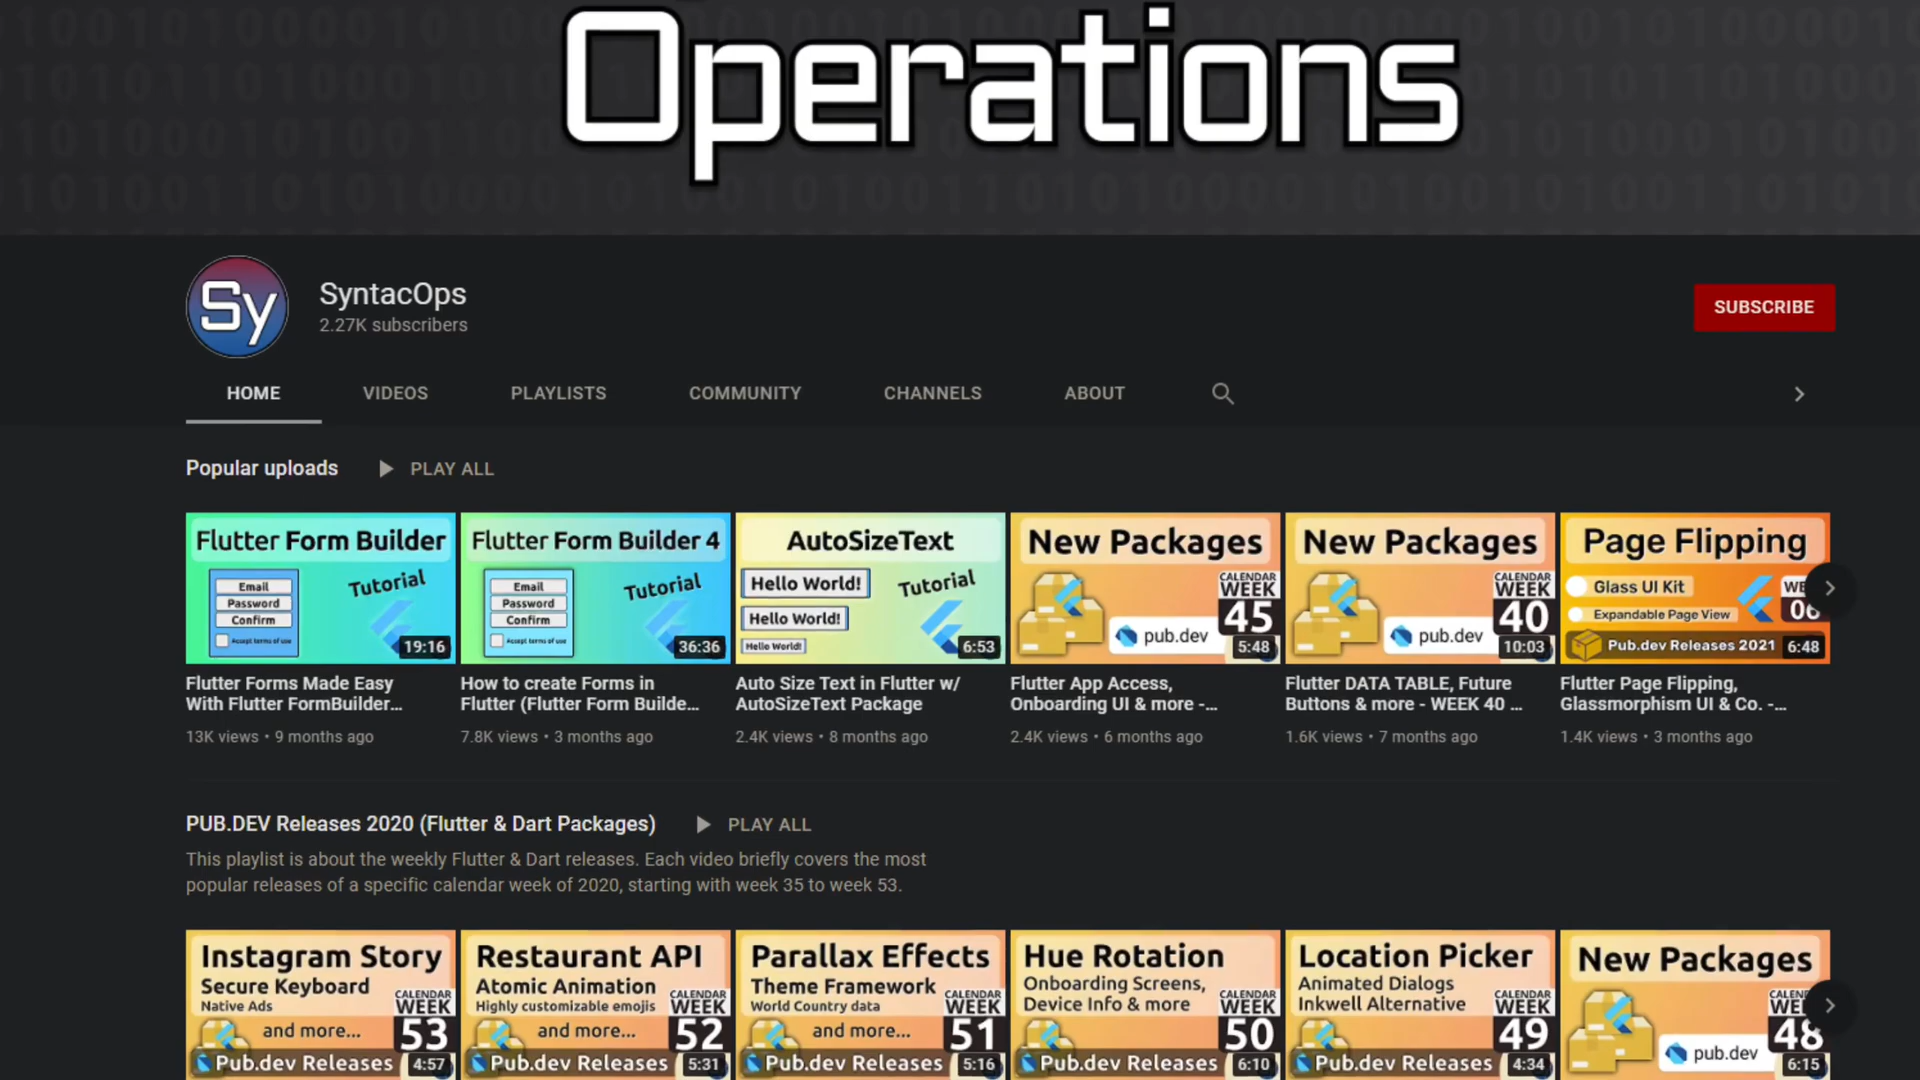 Operations
Sy
SyntacOps
2.27K subscribers
SUBSCRIBE
HOME
VIDEOS
PLAYLISTS
COMMUNITY
CHANNELS
ABOUT
Popular uploads
PLAY ALL
Flutter Form Builder
Email
Password
Confirm
Accept terms of use
Tutorial
19:16
Flutter Forms Made Easy
With Flutter FormBuilder...
13K views • 9 months ago
Flutter Form Builder 4
Email
Password
Confirm
Accept terms of use
Tutorial
36:36
How to create Forms in
Flutter (Flutter Form Builde...
7.8K views • 3 months ago
AutoSizeText
Hello World!
Hello World!
Hello World!
Tutorial
6:53
Auto Size Text in Flutter w/
AutoSizeText Package
2.4K views • 8 months ago
New Packages
CALENDAR
WEEK
45
pub.dev
5:48
Flutter App Access,
Onboarding UI & more -...
2.4K views • 6 months ago
New Packages
CALENDAR
WEEK
40
pub.dev
10:03
Flutter DATA TABLE, Future
Buttons & more - WEEK 40 ...
1.6K views • 7 months ago
Page Flipping
Glass UI Kit
Expandable Page View
06
Pub.dev Releases 2021
6:48
Flutter Page Flipping,
Glassmorphism UI & Co. -...
1.4K views • 3 months ago
PUB.DEV Releases 2020 (Flutter & Dart Packages)
PLAY ALL
This playlist is about the weekly Flutter & Dart releases. Each video briefly covers the most
popular releases of a specific calendar week of 2020, starting with week 35 to week 53.
Instagram Story
Secure Keyboard
Native Ads
and more...
CALENDAR
WEEK
53
Pub.dev Releases
4:57
Restaurant API
Atomic Animation
Highly customizable emojis
and more...
CALENDAR
WEEK
52
Pub.dev Releases
5:31
Parallax Effects
Theme Framework
World Country data
and more...
CALENDAR
WEEK
51
Pub.dev Releases
5:16
Hue Rotation
Onboarding Screens,
Device Info & more
CALENDAR
WEEK
50
Pub.dev Releases
6:10
Location Picker
Animated Dialogs
Inkwell Alternative
CALENDAR
WEEK
49
Pub.dev Releases
4:34
New Packages
48
pub.dev
6:15